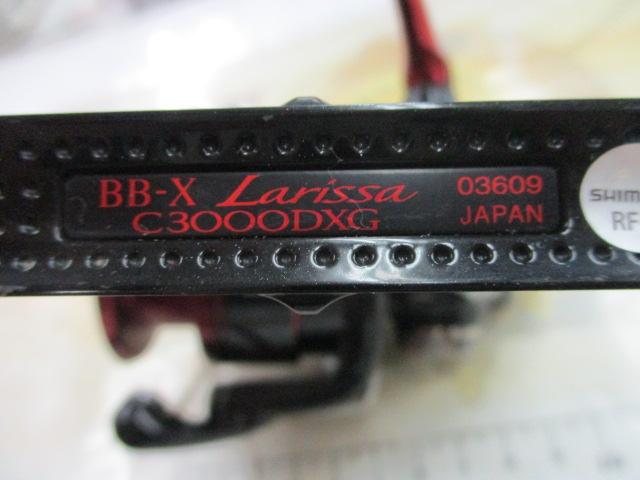 BB-X Larissa 03609
C3000DXG JAPAN
SHIM
RF